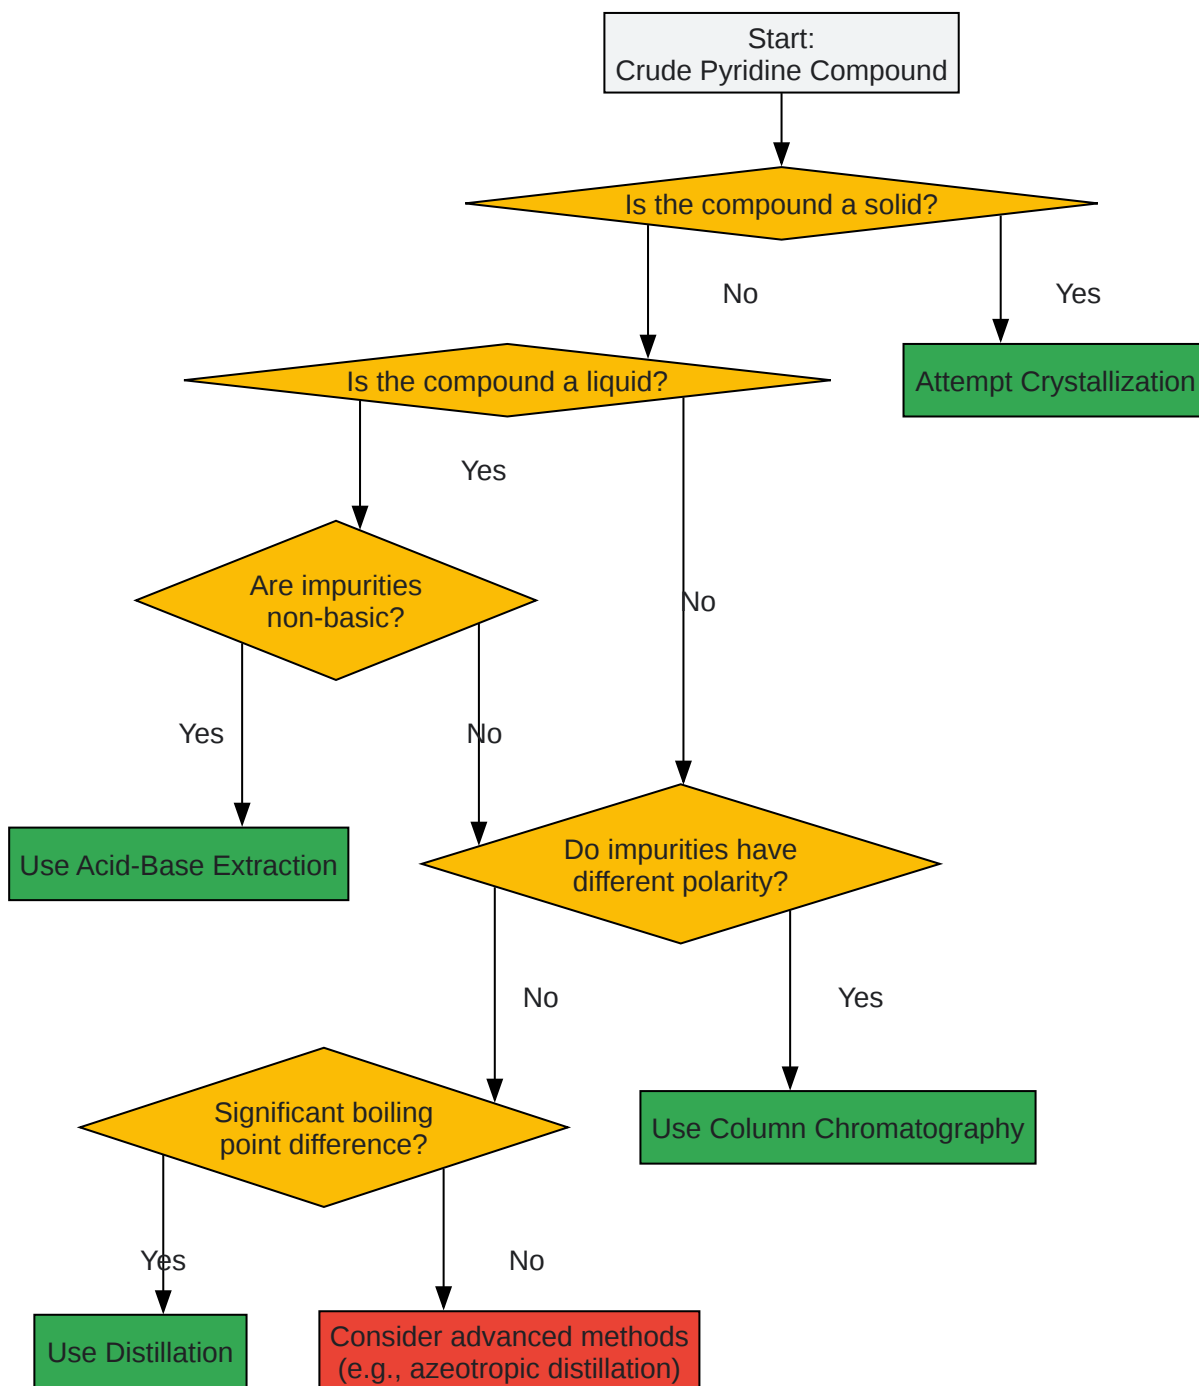 Start:
Crude Pyridine Compound
Is the compound a solid?
No
Yes
Is the compound a liquid?
Attempt Crystallization
Yes
Are impurities
non-basic?
No
Yes
No
Use Acid-Base Extraction
Do impurities have
different polarity?
No
Yes
Significant boiling
point difference?
Use Column Chromatography
Yes
No
Use Distillation
Consider advanced methods
(e.g., azeotropic distillation)